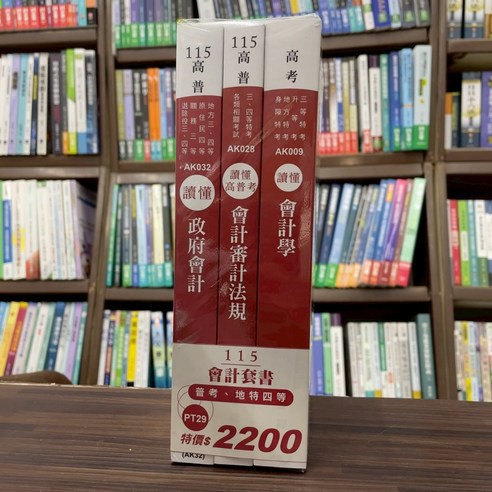 115
高普
地方三、四等
原住民四等
關務三等
退除役三、四等
AK032
讀懂
政府會計
115
高普
三、四等特考
各類相關考試
AK028
讀懂
高普考
會計審計法規
高考
三等特考
升等考
地方特考
身障特考
AK009
讀懂
會計學
115
會計套書
普考、地特四等
PT29
特價$2200
(AK32)